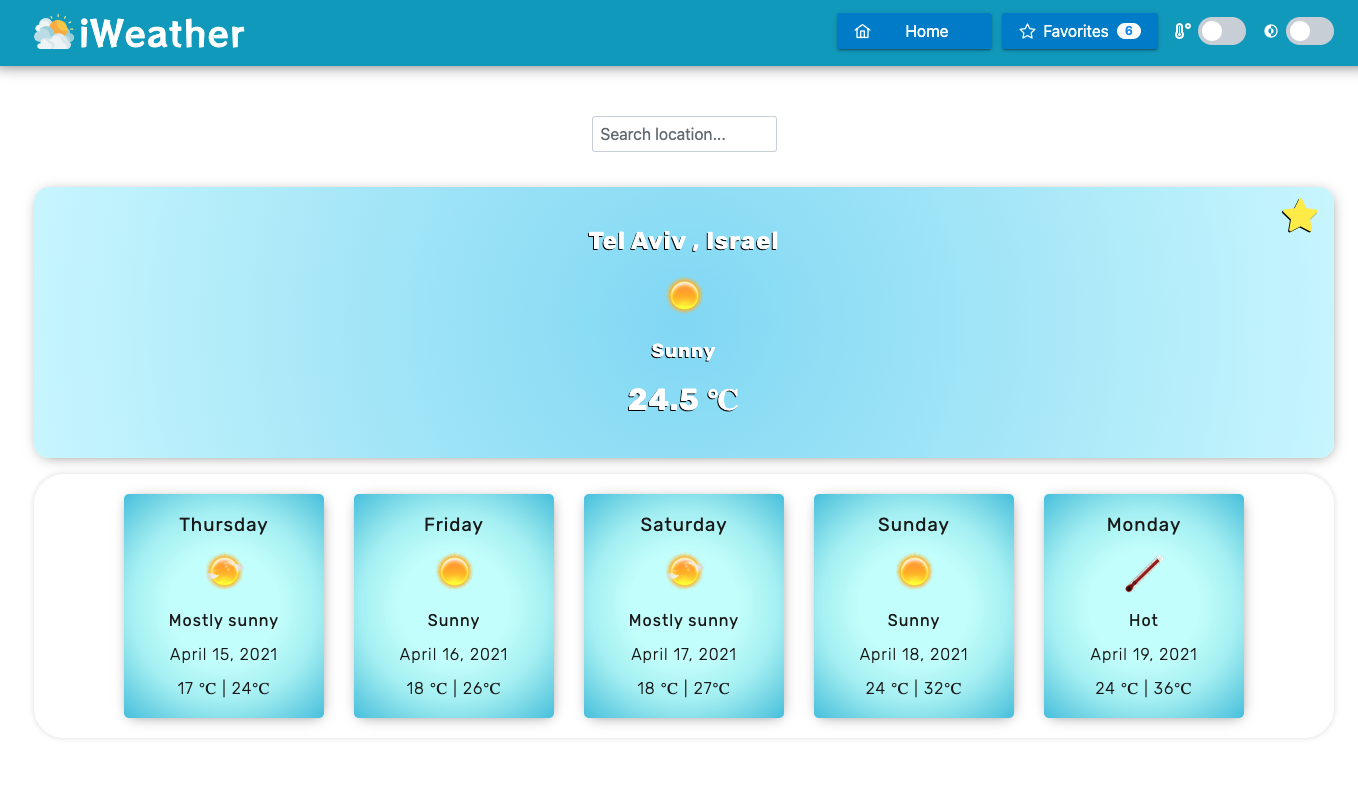 iWeather
Home
Favorites 6
Search location...
Tel Aviv , Israel
Sunny
24.5 °C
Thursday
Mostly sunny
April 15, 2021
17 °C | 24°C
Friday
Sunny
April 16, 2021
18 °C | 26°C
Saturday
Mostly sunny
April 17, 2021
18 °C | 27°C
Sunday
Sunny
April 18, 2021
24 °C | 32°C
Monday
Hot
April 19, 2021
24 °C | 36°C